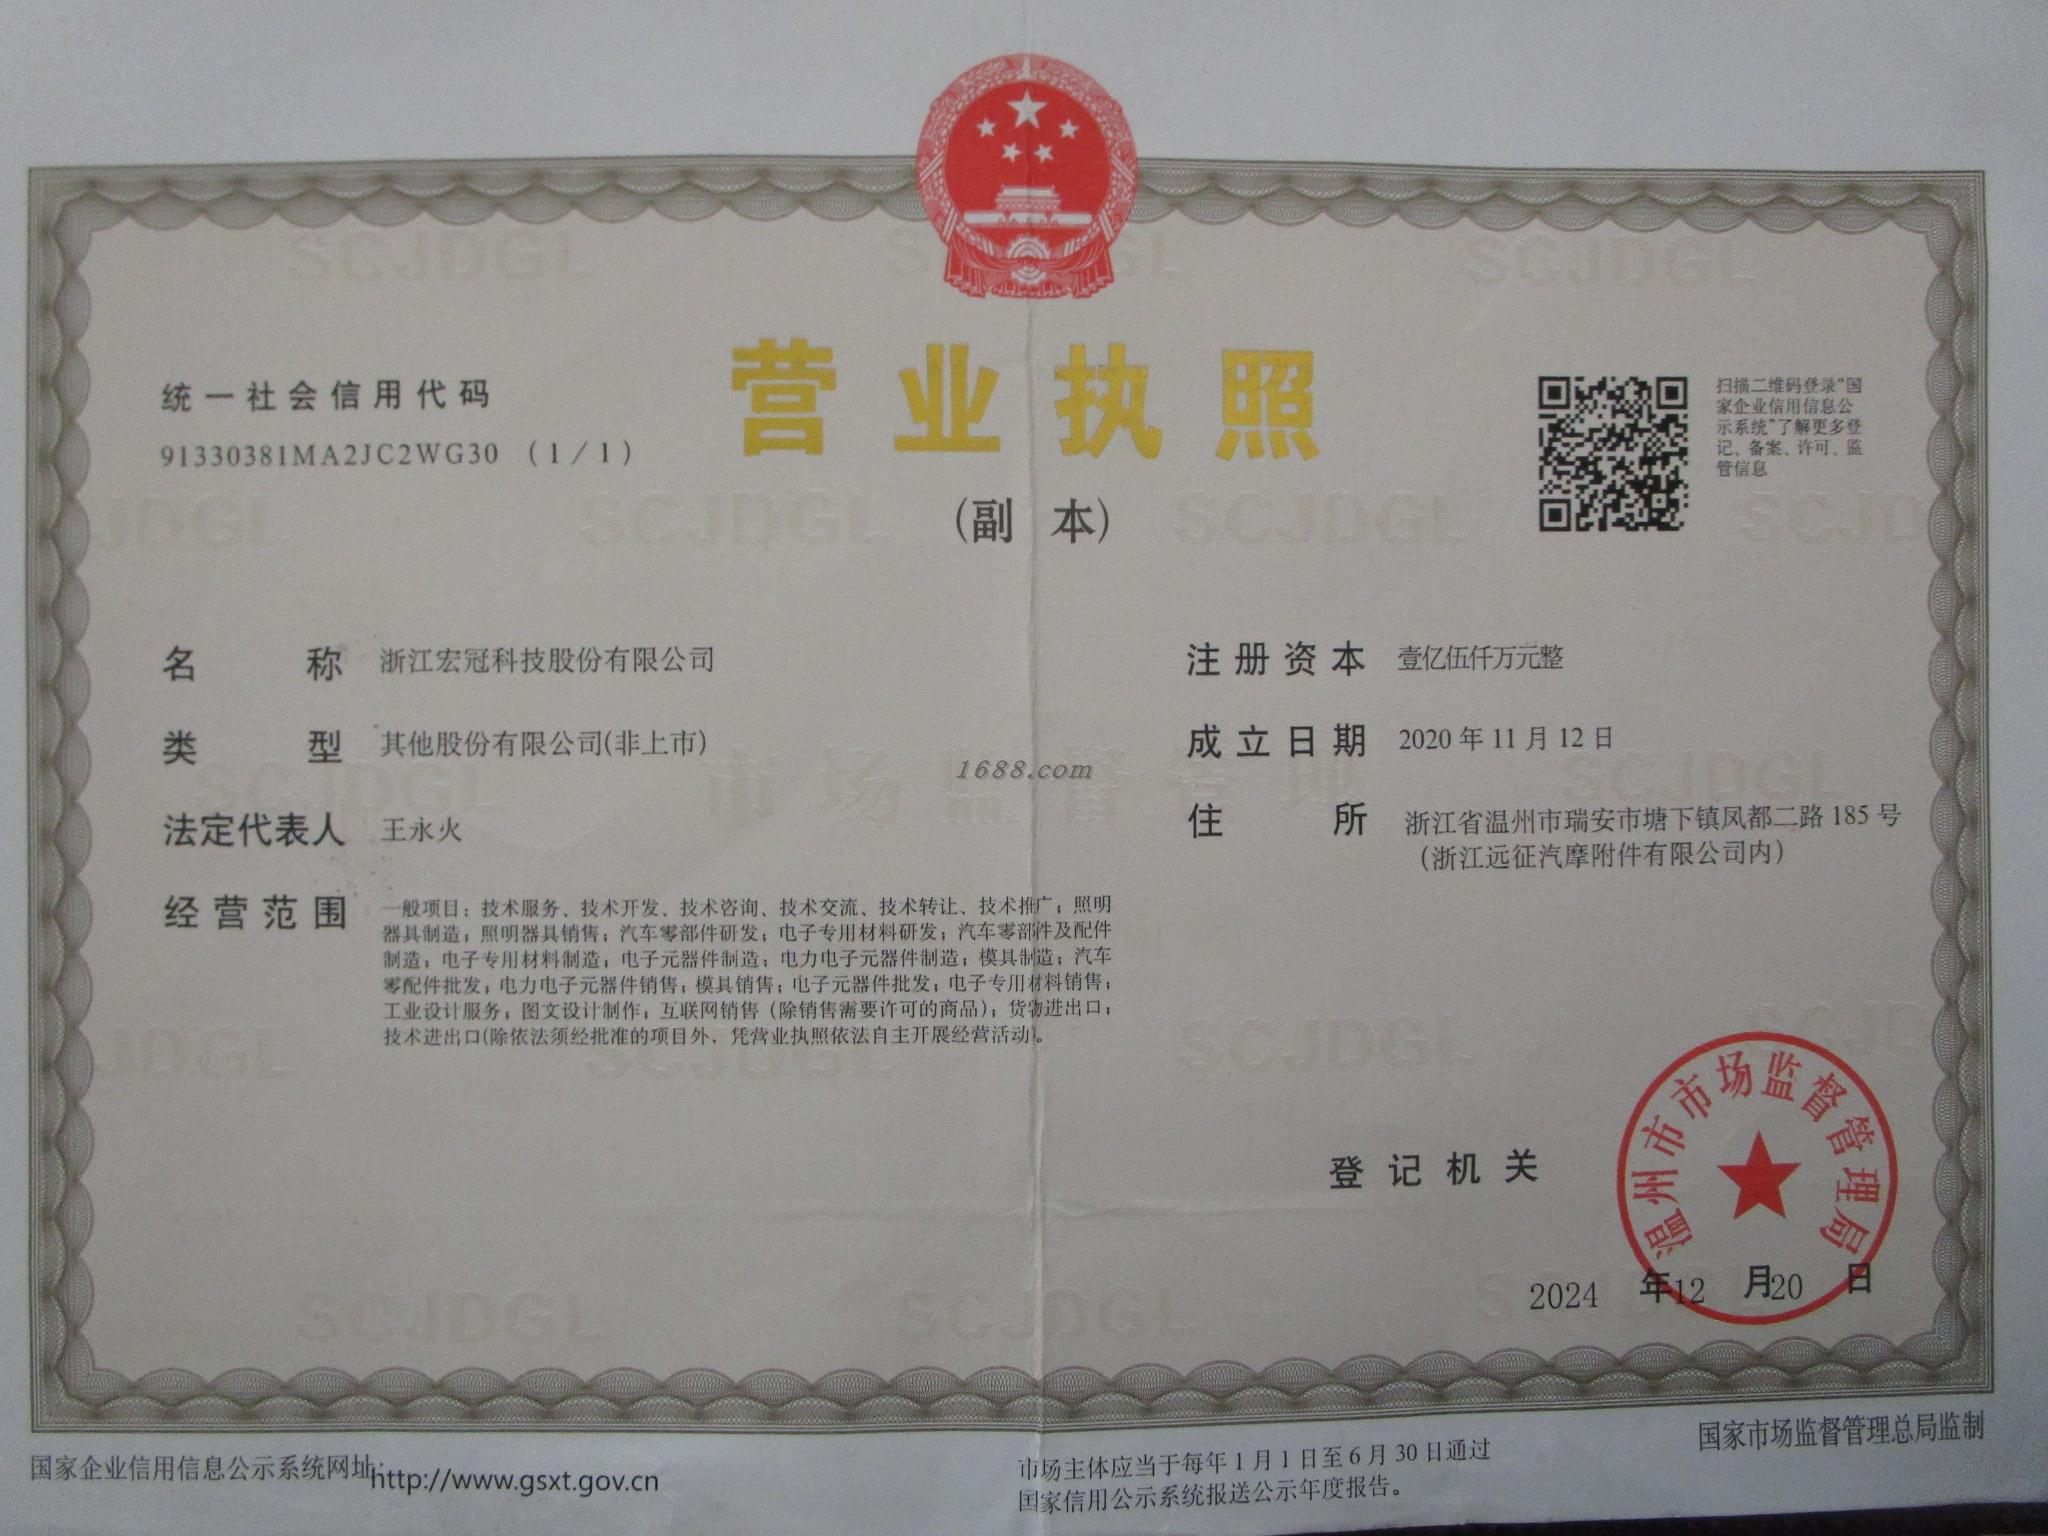 统一社会信用代码
91330381MA2JC2WG30 （1/1）
营业执照
(副 本)
扫描二维码登录“国
家企业信用信息公
示系统”了解更多登
记、备案、许可、监
管信息
名 称 浙江宏冠科技股份有限公司
类 型 其他股份有限公司(非上市)
法定代表人 王永火
经营范围 一般项目：技术服务、技术开发、技术咨询、技术交流、技术转让、技术推广；照明
器具制造；照明器具销售；汽车零部件研发；电子专用材料研发；汽车零部件及配件
制造；电子专用材料制造；电子元器件制造；电力电子元器件制造；模具制造；汽车
零配件批发；电力电子元器件销售；模具销售；电子元器件批发；电子专用材料销售；
工业设计服务；图文设计制作；互联网销售（除销售需要许可的商品）；货物进出口；
技术进出口(除依法须经批准的项目外，凭营业执照依法自主开展经营活动)。
注册资本 壹亿伍仟万元整
成立日期 2020年11月12日
住 所 浙江省温州市瑞安市塘下镇凤都二路185号
（浙江远征汽摩附件有限公司内）
1688.com
市场监督管理
SCJDGL
登记机关
温州市市场监督管理局
2024 年12 月20 日
国家企业信用信息公示系统网址：http://www.gsxt.gov.cn
市场主体应当于每年1月1日至6月30日通过
国家信用公示系统报送公示年度报告。
国家市场监督管理总局监制